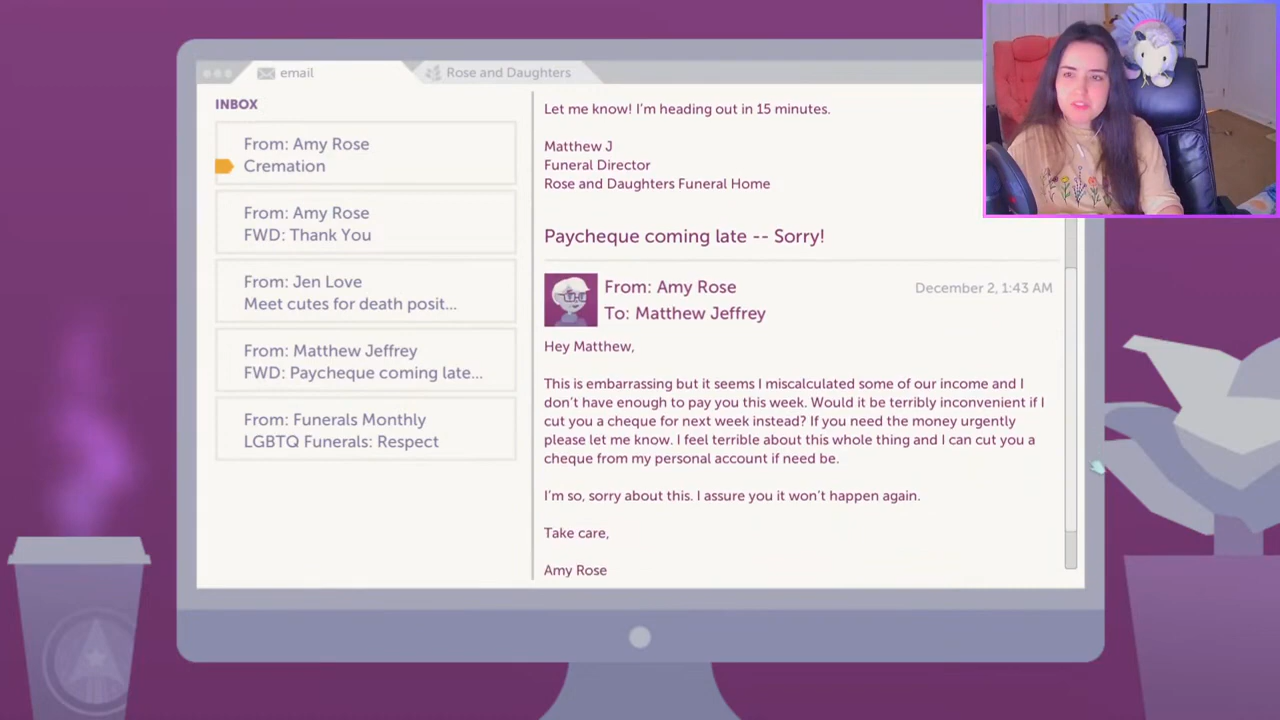 email
Rose and Daughters
INBOX
From: Amy Rose
Cremation
From: Amy Rose
FWD: Thank You
From: Jen Love
Meet cutes for death posit...
From: Matthew Jeffrey
FWD: Paycheque coming late...
From: Funerals Monthly
LGBTQ Funerals: Respect
Let me know! I'm heading out in 15 minutes.
Matthew J
Funeral Director
Rose and Daughters Funeral Home
Paycheque coming late -- Sorry!
From: Amy Rose
December 2, 1:43 AM
To: Matthew Jeffrey
Hey Matthew,
This is embarrassing but it seems I miscalculated some of our income and I
don't have enough to pay you this week. Would it be terribly inconvenient if I
cut you a cheque for next week instead? If you need the money urgently
please let me know. I feel terrible about this whole thing and I can cut you a
cheque from my personal account if need be.
I'm so, sorry about this. I assure you it won't happen again.
Take care,
Amy Rose